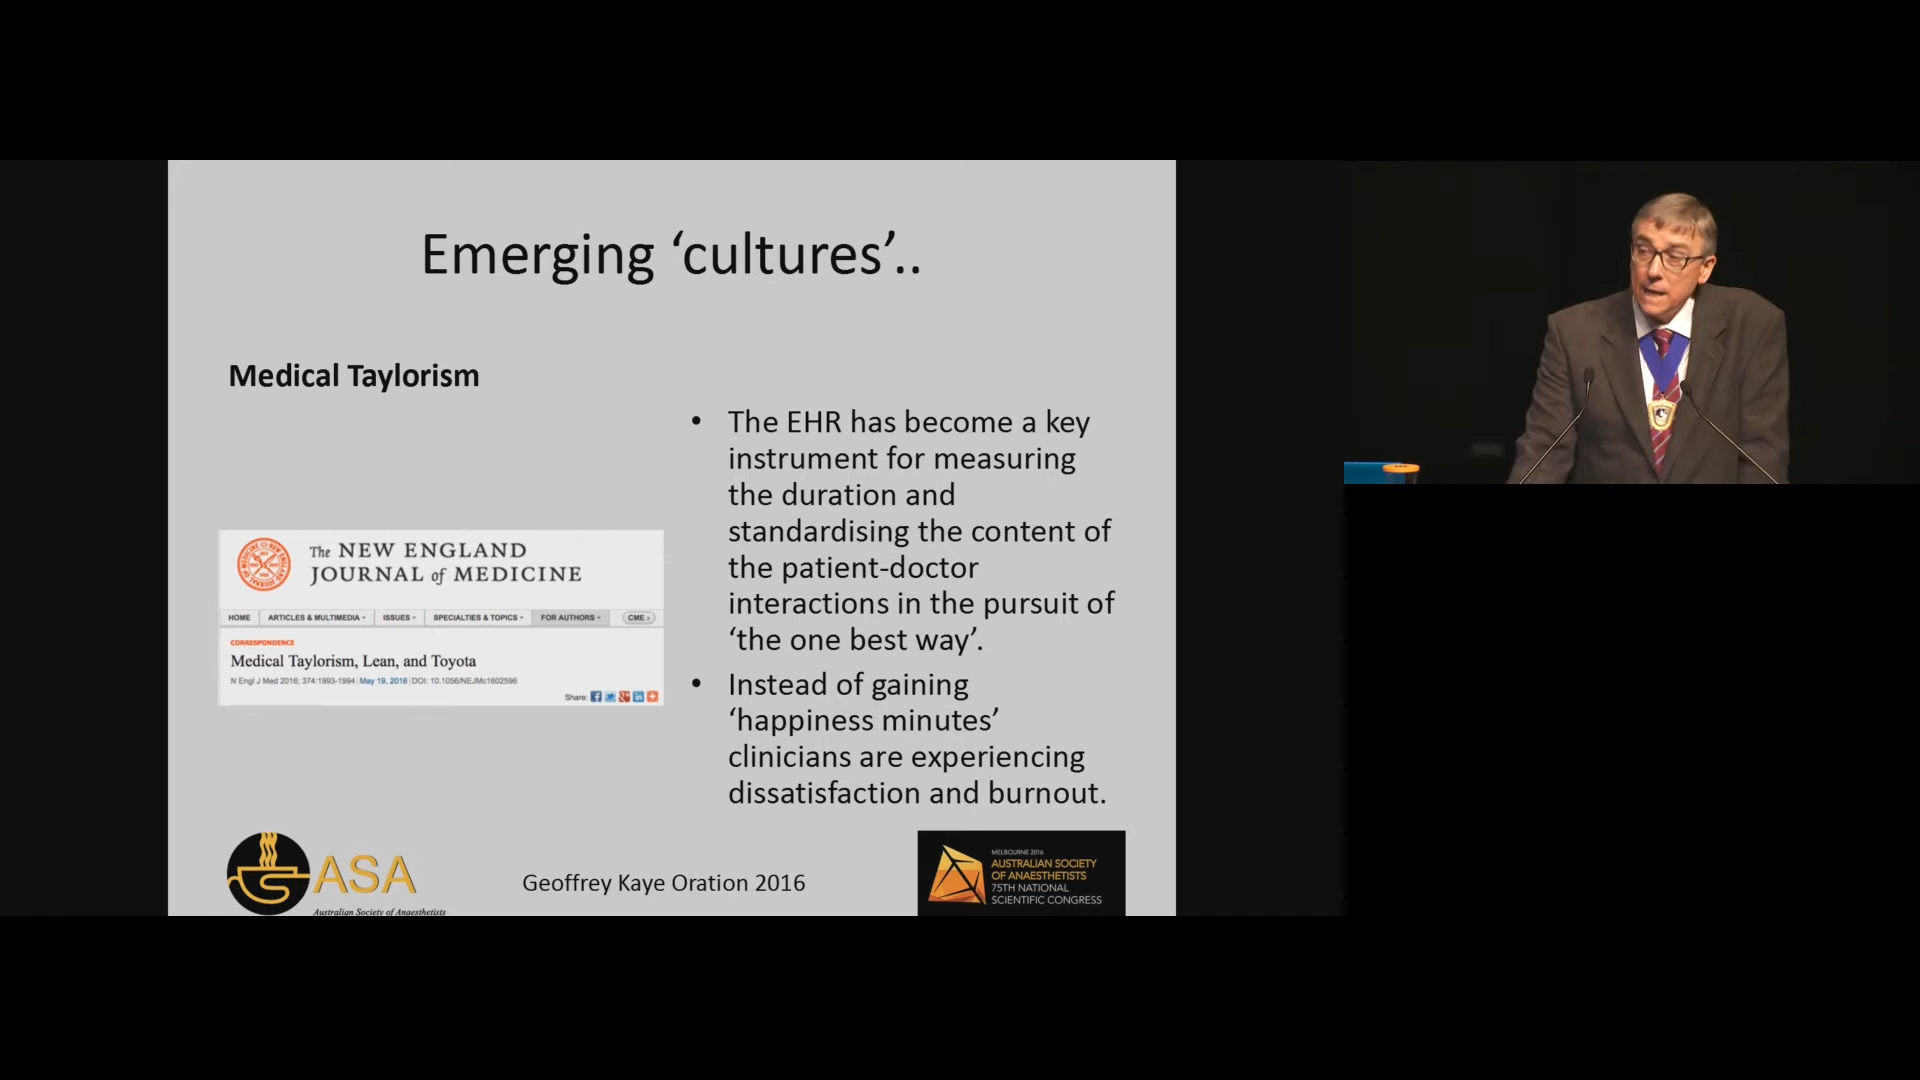 Emerging ‘cultures’..
Medical Taylorism
• The EHR has become a key
instrument for measuring
the duration and
standardising the content of
the patient-doctor
interactions in the pursuit of
‘the one best way’.
• Instead of gaining
‘happiness minutes’
clinicians are experiencing
dissatisfaction and burnout.
The NEW ENGLAND
JOURNAL of MEDICINE
HOME ARTICLES & MULTIMEDIA ISSUES SPECIALTIES & TOPICS FOR AUTHORS CME
CORRESPONDENCE
Medical Taylorism, Lean, and Toyota
N Engl J Med 2016; 374:1993-1994 | May 19, 2016 | DOI: 10.1056/NEJMc1602596
Share:
ASA
Australian Society of Anaesthetists
Geoffrey Kaye Oration 2016
MELBOURNE 2016
AUSTRALIAN SOCIETY
OF ANAESTHETISTS
75TH NATIONAL
SCIENTIFIC CONGRESS